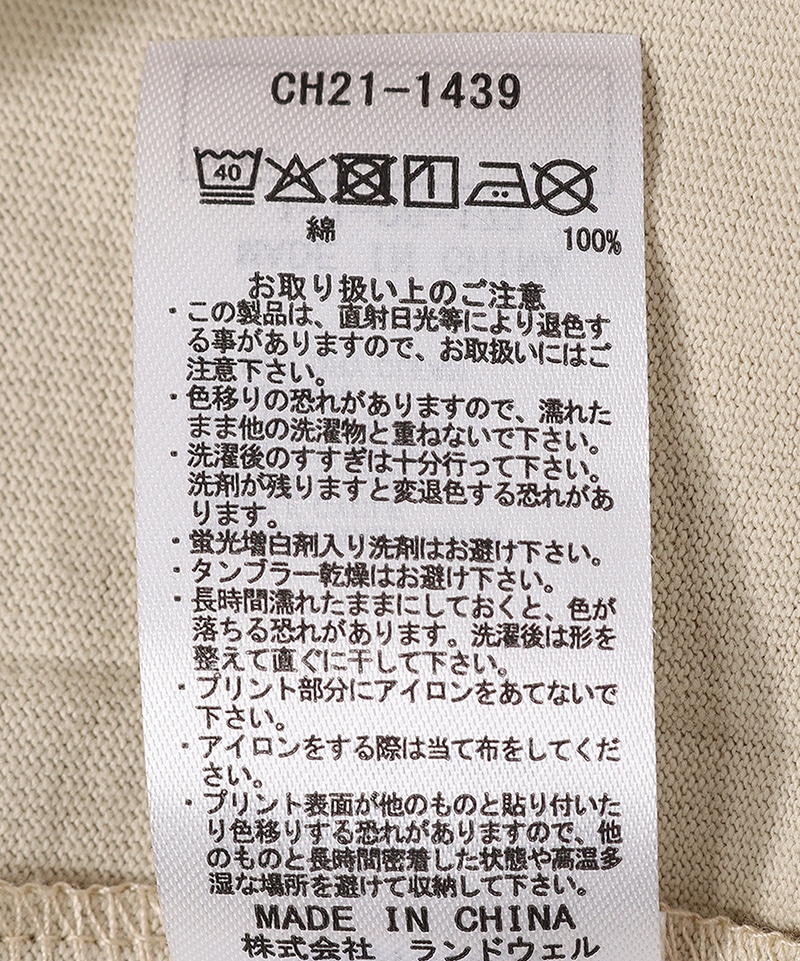 CH21-1439
40
綿
100%
お取り扱い上のご注意
・この製品は、直射日光等により退色す
る事がありますので、お取扱いにはご
注意下さい。
・色移りの恐れがありますので、濡れた
まま他の洗濯物と重ねないで下さい。
・洗濯後のすすぎは十分行って下さい。
洗剤が残りますと変退色する恐れがあ
ります。
・蛍光増白剤入り洗剤はお避け下さい。
・タンブラー乾燥はお避け下さい。
・長時間濡れたままにしておくと、色が
落ちる恐れがあります。洗濯後は形を
整えて直ぐに干して下さい。
・プリント部分にアイロンをあてないで
下さい。
・アイロンをする際は当て布をしてくだ
さい。
・プリント表面が他のものと貼り付いた
り色移りする恐れがありますので、他
のものと長時間密着した状態や高温多
湿な場所を避けて収納して下さい。
MADE IN CHINA
株式会社 ランドウェル